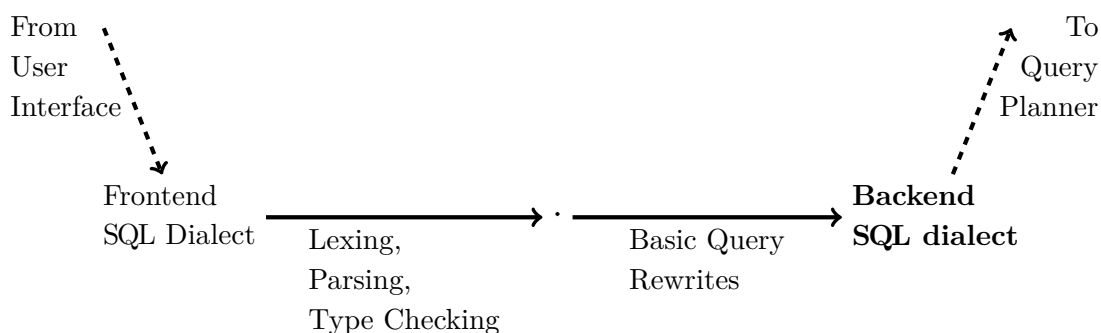 From
User
Interface
To
Query
Planner
Frontend
SQL Dialect
Backend
SQL dialect
Lexing,
Parsing,
Type Checking
Basic Query
Rewrites